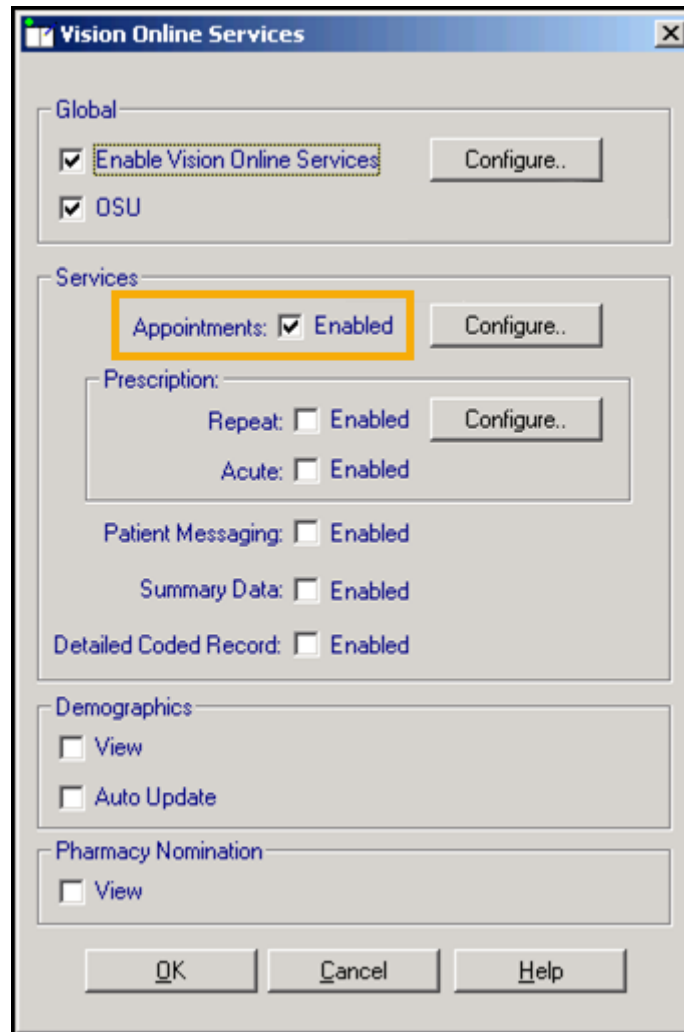 Vision Online Services
Global
Enable Vision Online Services Configure..
OSU
Services
Appointments: Enabled Configure..
Prescription:
Repeat: Enabled Configure..
Acute: Enabled
Patient Messaging: Enabled
Summary Data: Enabled
Detailed Coded Record: Enabled
Demographics
View
Auto Update
Pharmacy Nomination
View
OK Cancel Help